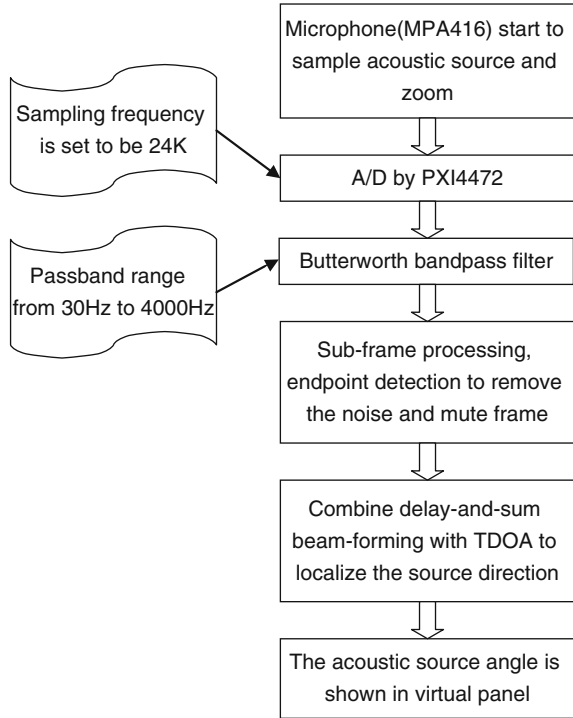 Microphone(MPA416) start to
sample acoustic source and
zoom
Sampling frequency
is set to be 24K
A/D by PXI4472
Passband range
from 30Hz to 4000Hz
Butterworth bandpass filter
Sub-frame processing,
endpoint detection to remove
the noise and mute frame
Combine delay-and-sum
beam-forming with TDOA to
localize the source direction
The acoustic source angle is
shown in virtual panel